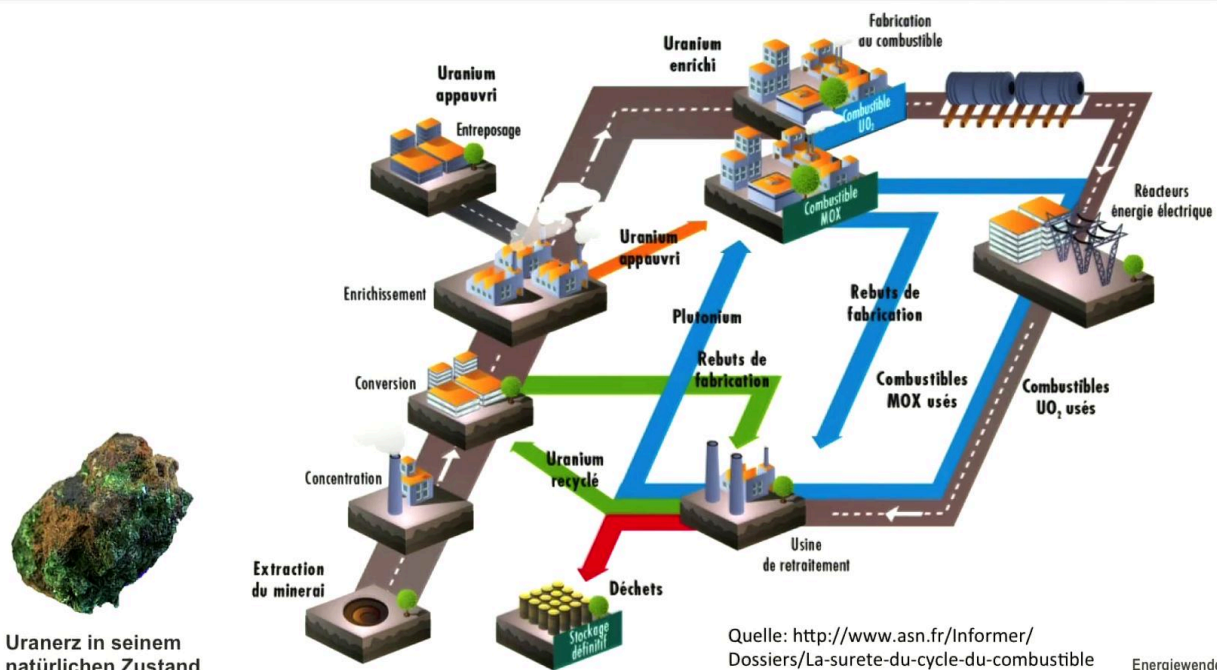 Fabrication
au combustible
Uranium
enrichi
Uranium
appauvri
Entreposage
Combustible
UO₂
Combustible
MOX
Réacteurs
énergie électrique
Uranium
appauvri
Enrichissement
Plutonium
Rebuts de
fabrication
Rebuts de
fabrication
Conversion
Combustibles
MOX usés
Combustibles
UO₂ usés
Concentration
Uranium
recyclé
Usine
de retraitement
Extraction
du minerai
Déchets
Stockage
définitif
Uranerz in seinem
natürlichen Zustand
Quelle: http://www.asn.fr/Informer/
Dossiers/La-surete-du-cycle-du-combustible
Energiewende